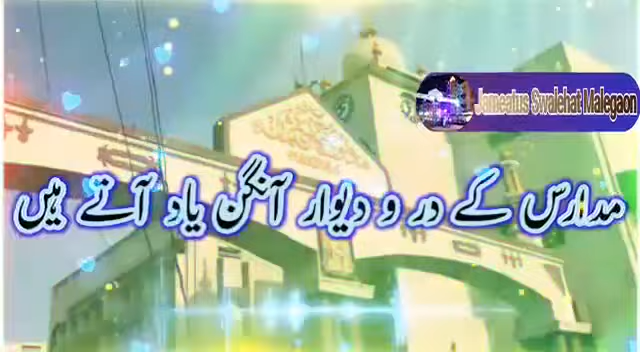 Jameatus Swalehat Malegaon
مدارس کے در و دیوار آنگن یاد آتے ہیں